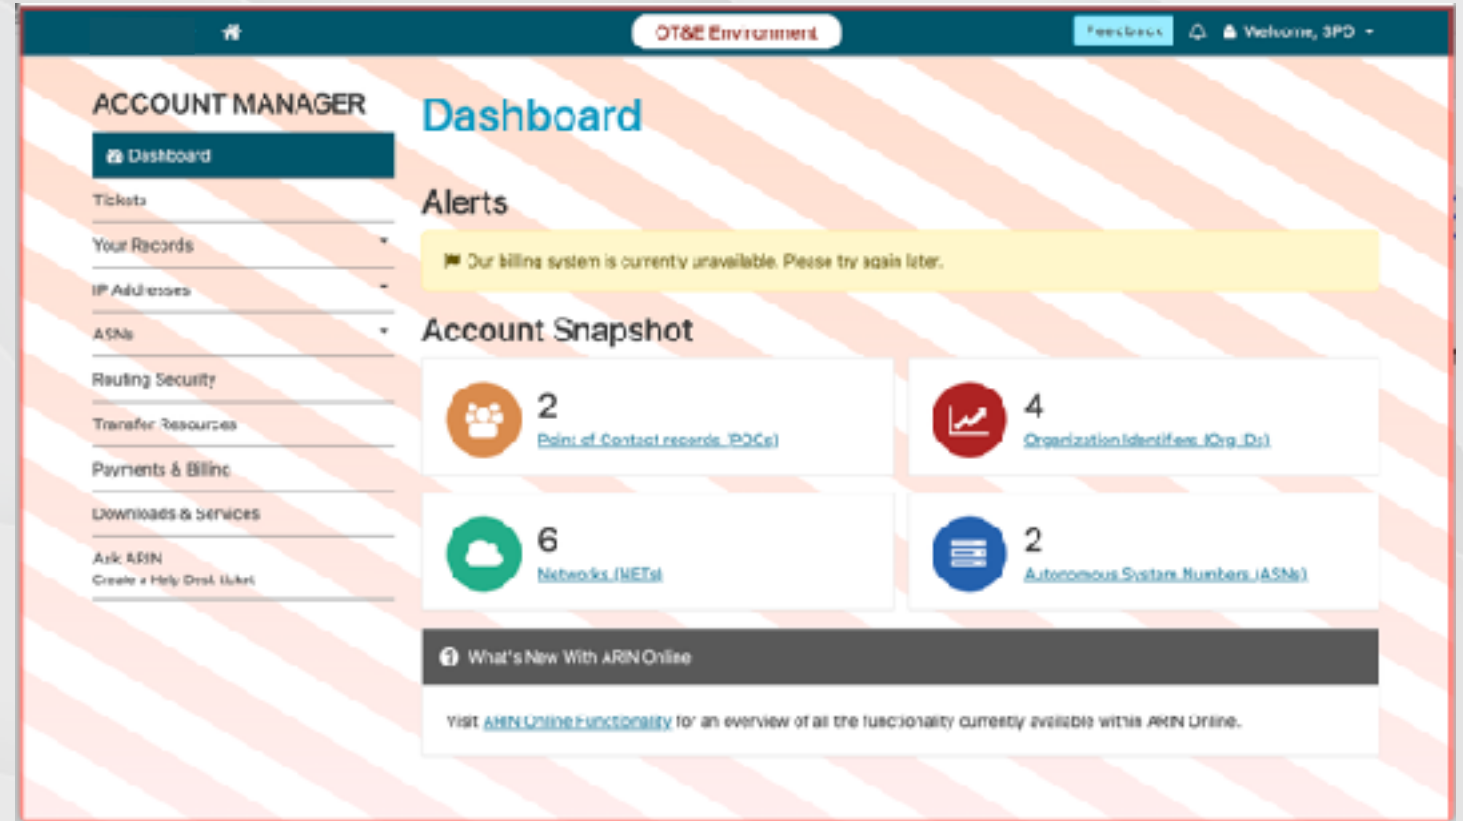 OT&E Environment
Feedback
Welcome, SPO
ACCOUNT MANAGER
Dashboard
Tickets
Your Records
IP Addresses
ASNs
Routing Security
Transfer Resources
Payments & Billing
Downloads & Services
Ask ARIN
Create a Help Desk ticket
Dashboard
Alerts
Our billing system is currently unavailable. Please try again later.
Account Snapshot
2
Point of Contact records (POCs)
4
Organization Identifiers (Org IDs)
6
Networks (NETs)
2
Autonomous System Numbers (ASNs)
What's New With ARIN Online
Visit ARIN Online Functionality for an overview of all the functionality currently available within ARIN Online.